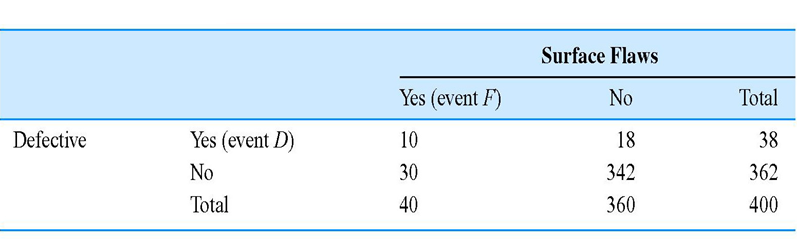 Surface Flaws
Yes (event F) No Total
Defective Yes (event D) 10 18 38
No 30 342 362
Total 40 360 400